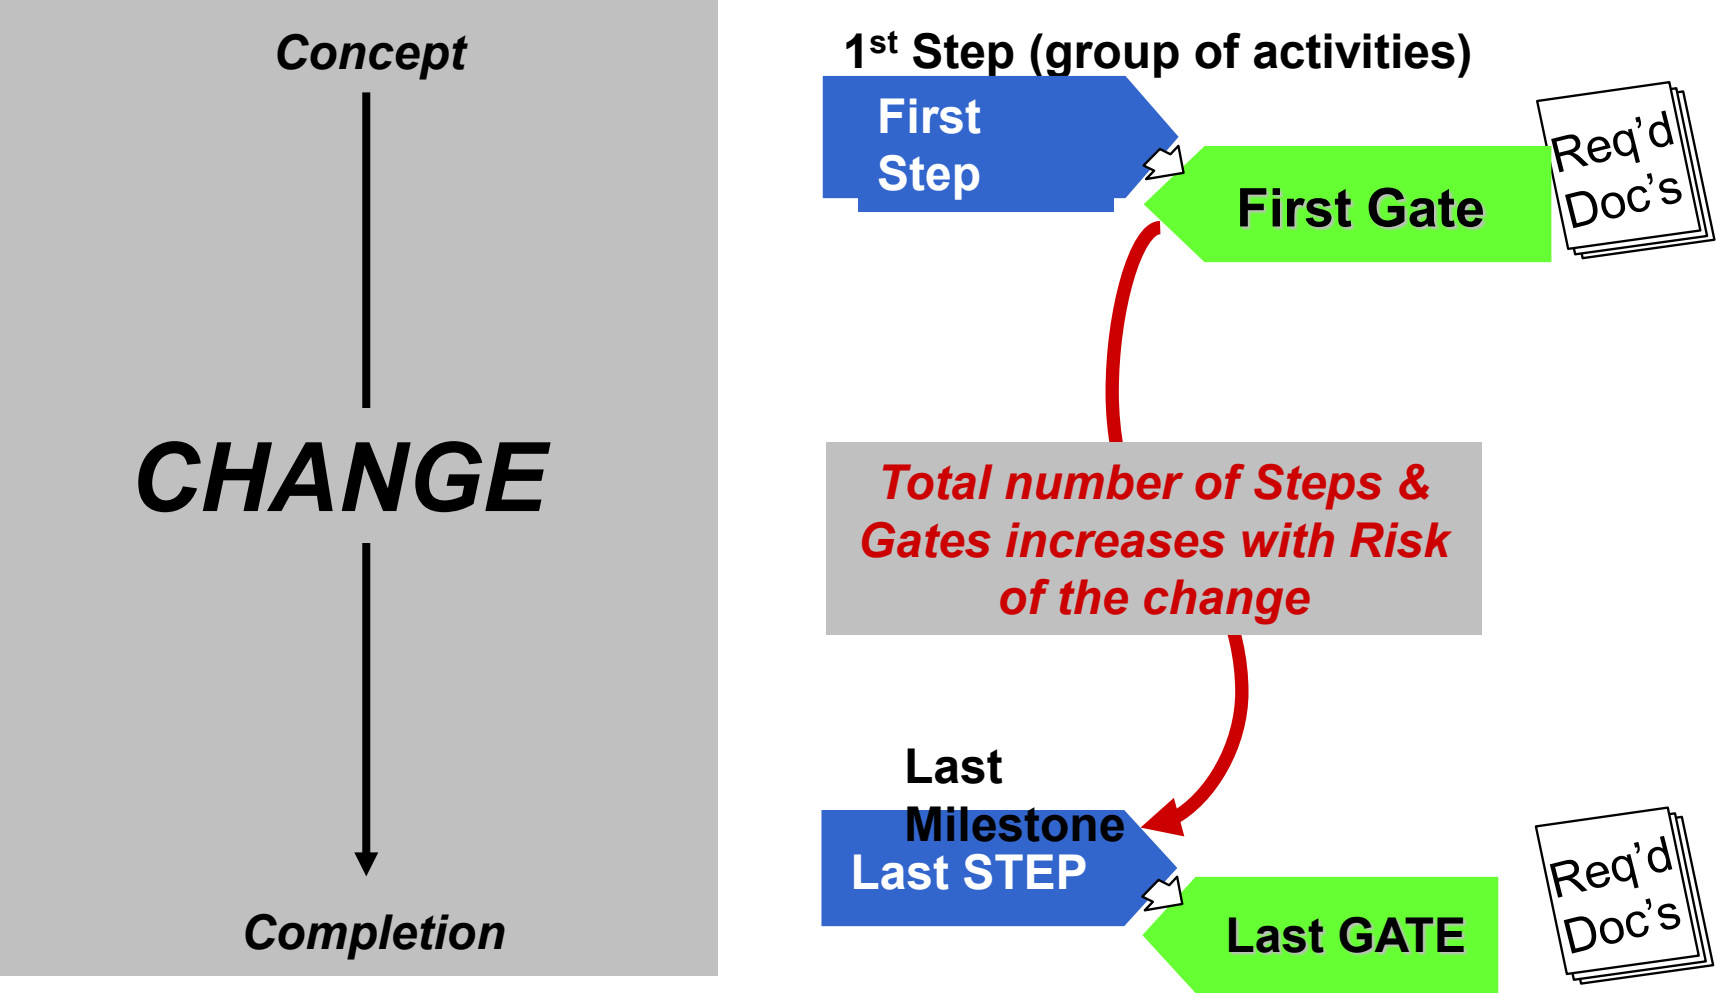 Concept
CHANGE
Completion
1st Step (group of activities)
First
Step
First Gate
Req'd
Doc's
Total number of Steps &
Gates increases with Risk
of the change
Last
Milestone
Last STEP
Last GATE
Req'd
Doc's